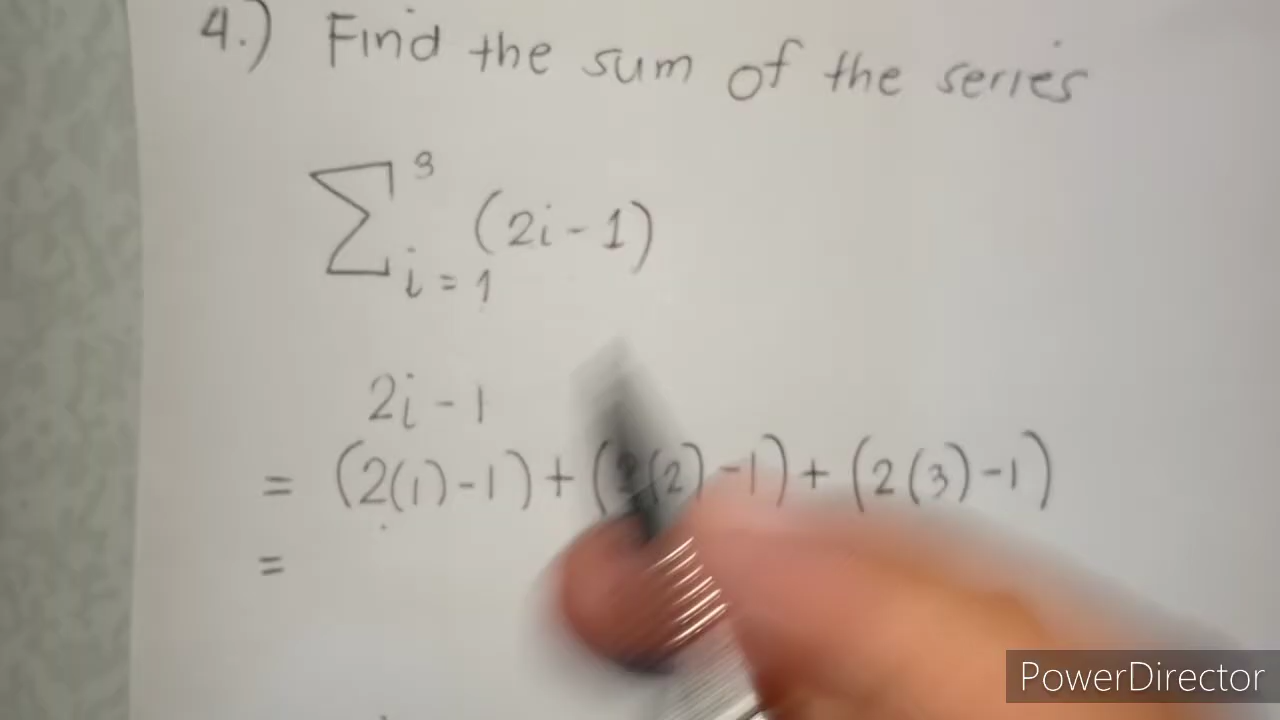 4.) Find the sum of the series
∑ 3 i = 1 (2i - 1)
2i - 1
= (2(1) - 1) + (2(2) - 1) + (2(3) - 1)
=
PowerDirector